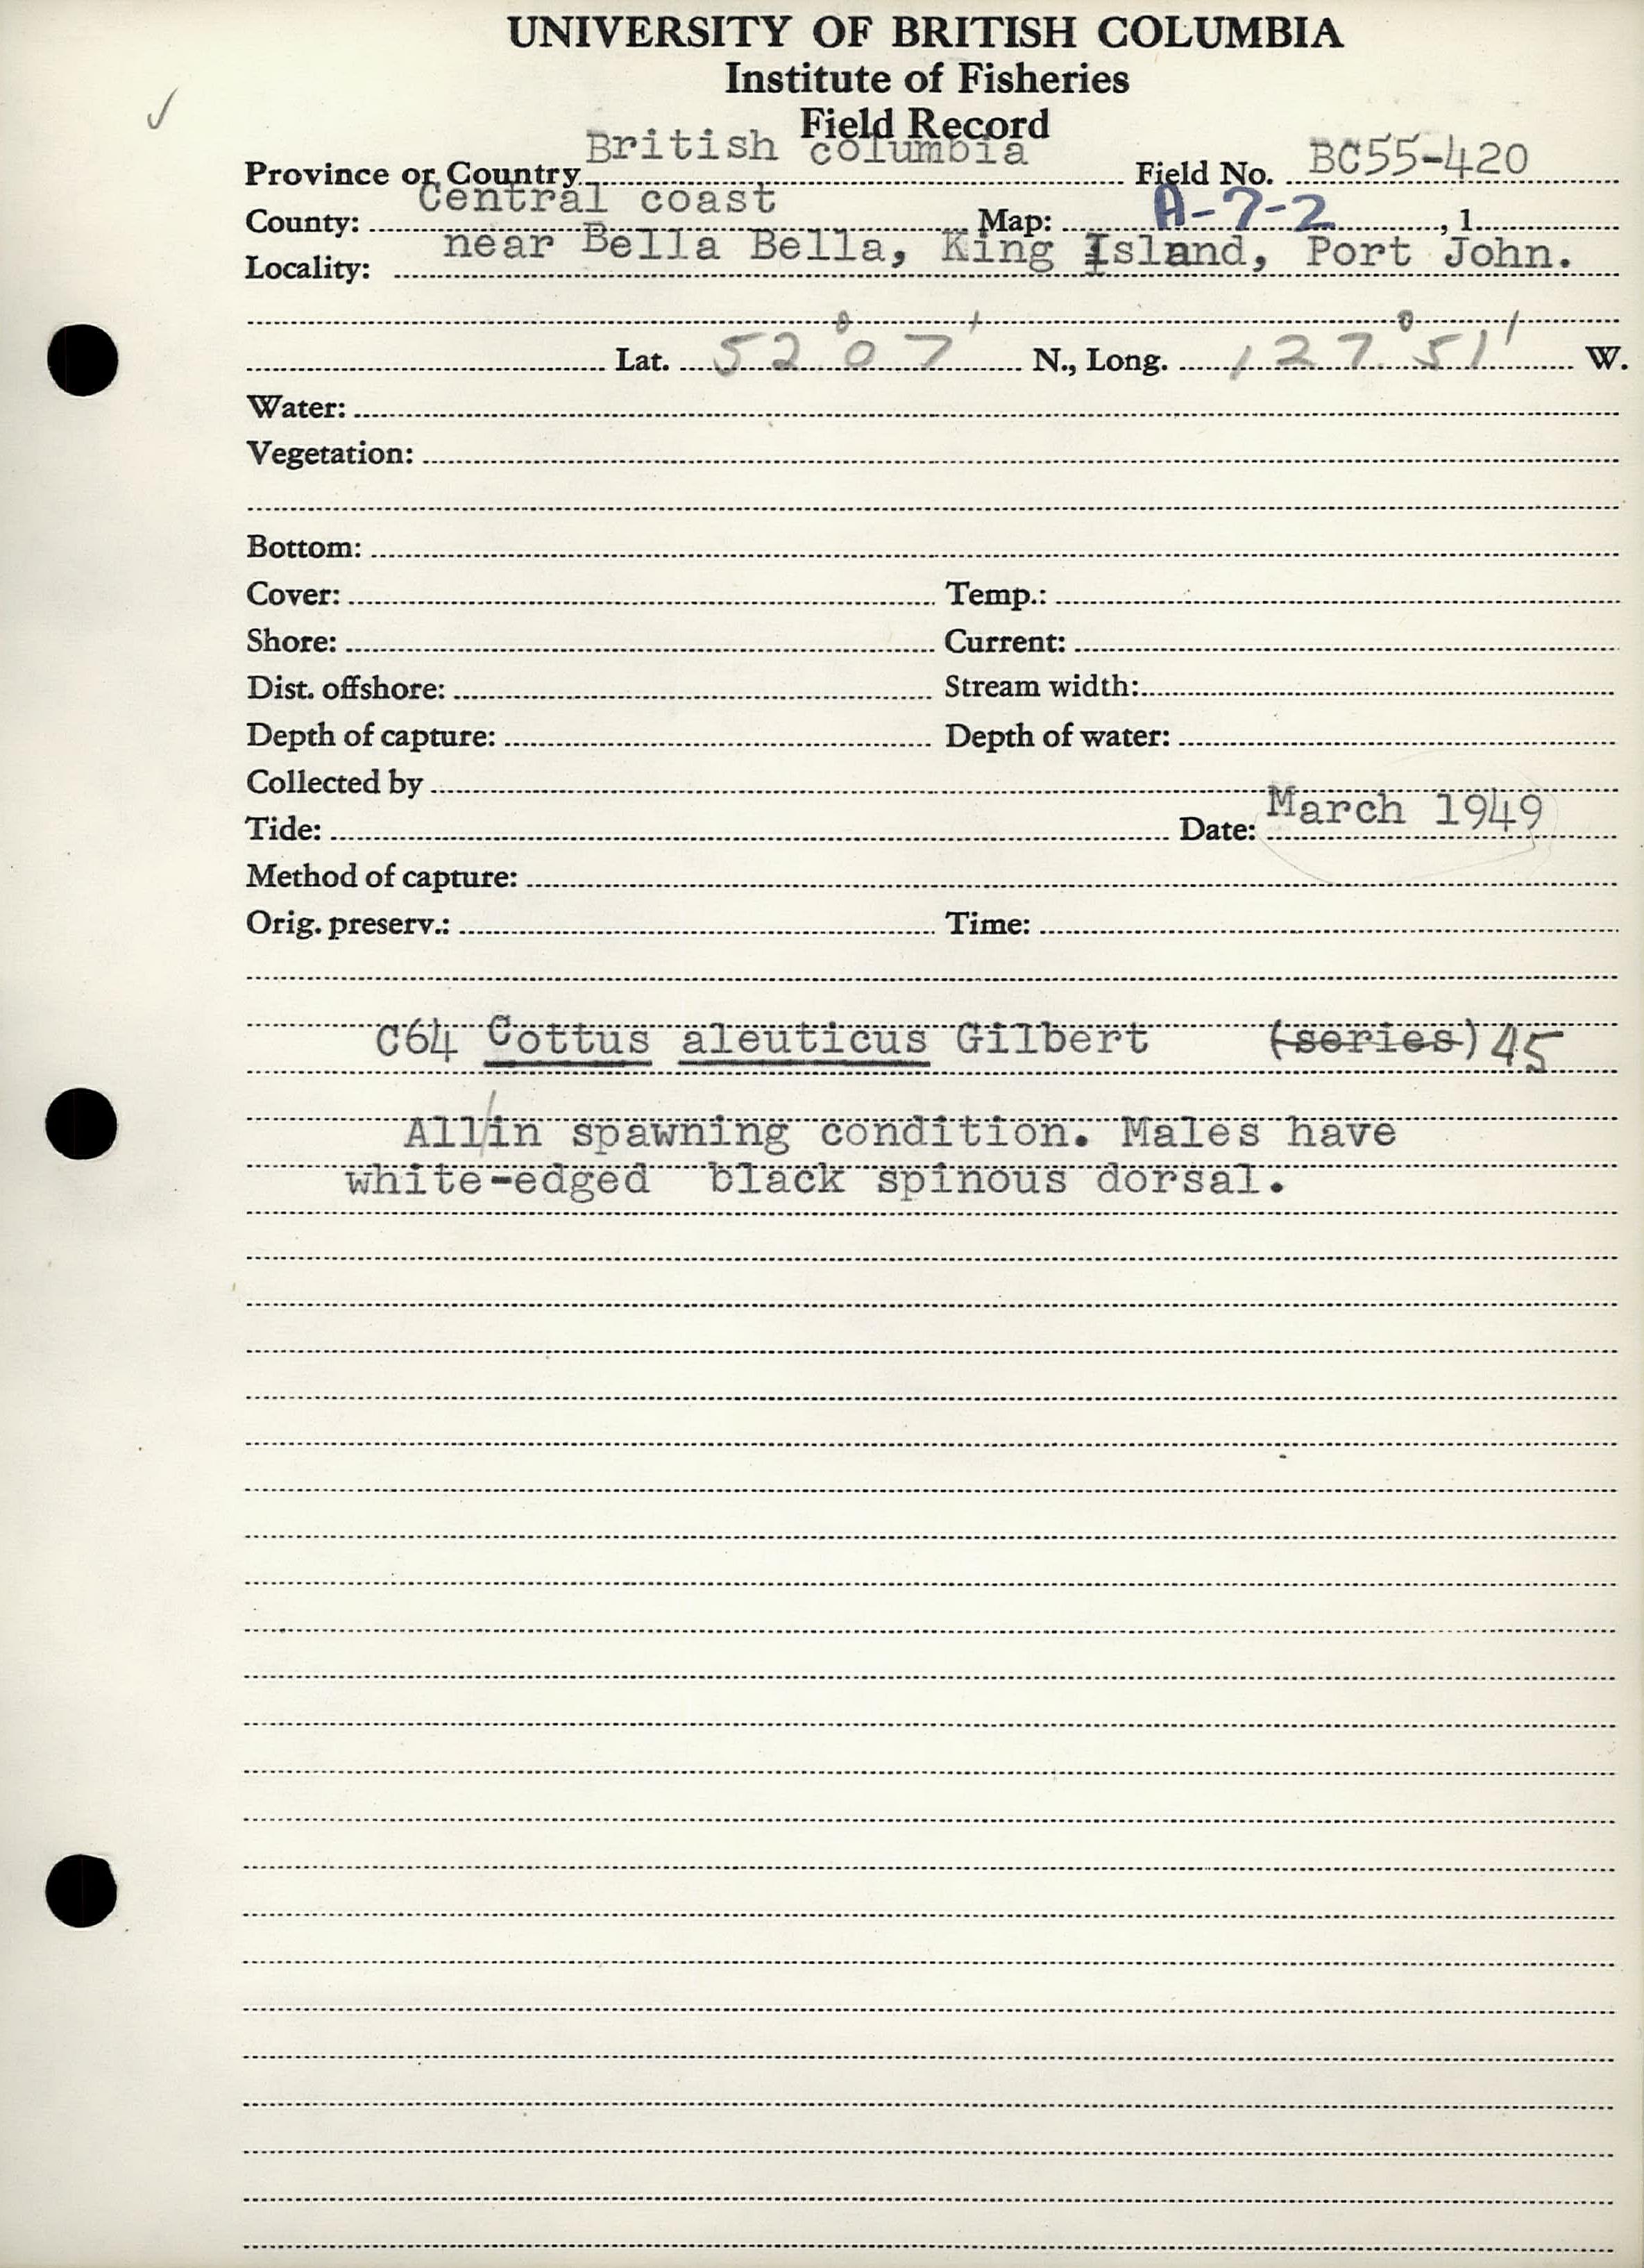 UNIVERSITY OF BRITISH COLUMBIA
Institute of Fisheries
Field Record
Province or Country British columbia Field No. BC55-420
County: Central coast Map: A-7-2 , 1
Locality: near Bella Bella, King Island, Port John.
Lat. 52°07' N., Long. 127°51' W.
Water:
Vegetation:
Bottom:
Cover: Temp.:
Shore: Current:
Dist. offshore: Stream width:
Depth of capture: Depth of water:
Collected by
Tide: Date: March 1949
Method of capture:
Orig. preserv.: Time:
C64 Cottus aleuticus Gilbert (series) 45
All/in spawning condition. Males have
white-edged black spinous dorsal.